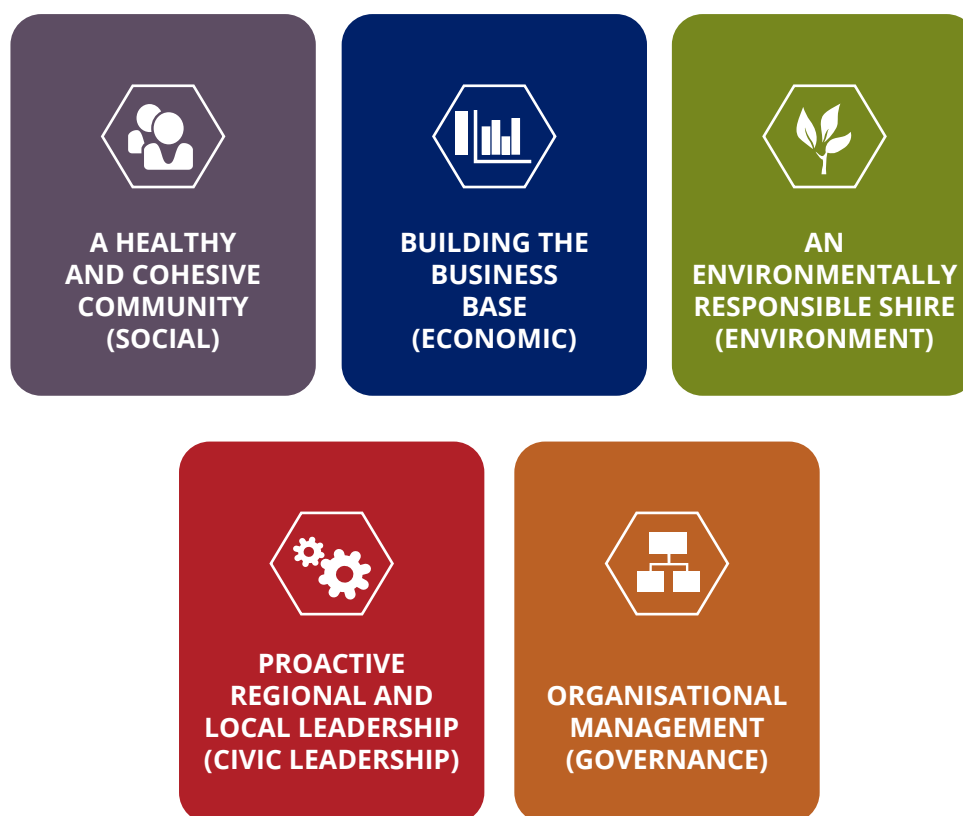 A HEALTHY
AND COHESIVE
COMMUNITY
(SOCIAL)
BUILDING THE
BUSINESS
BASE
(ECONOMIC)
AN
ENVIRONMENTALLY
RESPONSIBLE SHIRE
(ENVIRONMENT)
PROACTIVE
REGIONAL AND
LOCAL LEADERSHIP
(CIVIC LEADERSHIP)
ORGANISATIONAL
MANAGEMENT
(GOVERNANCE)